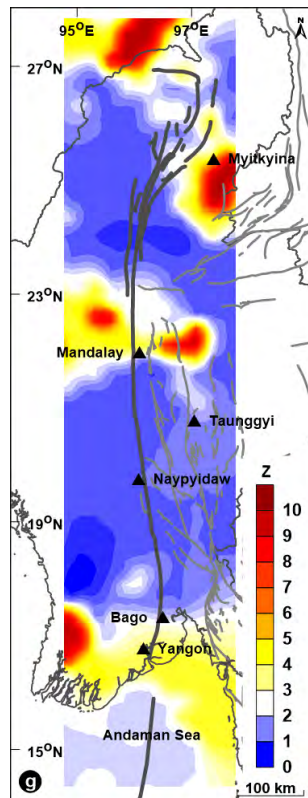 95°E 97°E
N
27°N
Myitkyina
23°N
Mandalay
Taunggyi
Z
Naypyidaw
10
9
19°N
8
7
6
Bago
5
4
Yangon
3
2
Andaman Sea
1
15°N
0
g
100 km